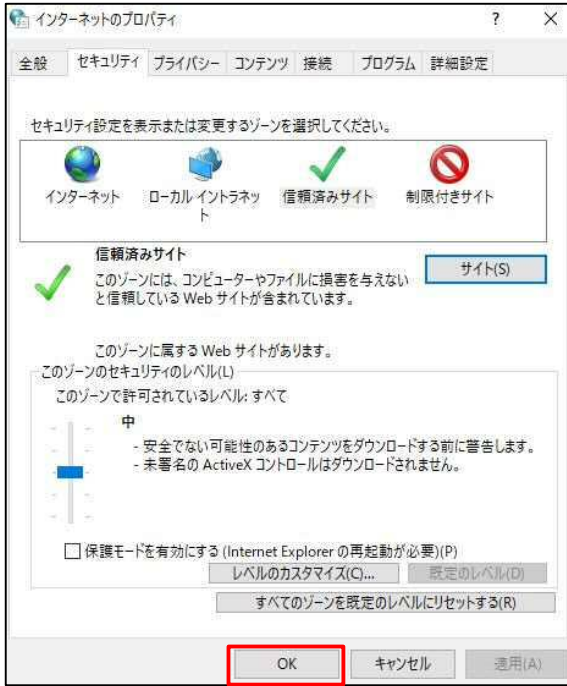 インターネットのプロパティ ? ×
全般 セキュリティ プライバシー コンテンツ 接続 プログラム 詳細設定
セキュリティ設定を表示または変更するゾーンを選択してください。
インターネット ローカル イントラネッ 信頼済みサイト 制限付きサイト
ト
信頼済みサイト
サイト(S)
このゾーンには、コンピューターやファイルに損害を与えない
と信頼している Web サイトが含まれています。
このゾーンに属する Web サイトがあります。
このゾーンのセキュリティのレベル(L)
このゾーンで許可されているレベル: すべて
中
- 安全でない可能性のあるコンテンツをダウンロードする前に警告します。
- 未署名の ActiveX コントロールはダウンロードされません。
保護モードを有効にする (Internet Explorer の再起動が必要)(P)
レベルのカスタマイズ(C)... 既定のレベル(D)
すべてのゾーンを既定のレベルにリセットする(R)
OK キャンセル 適用(A)